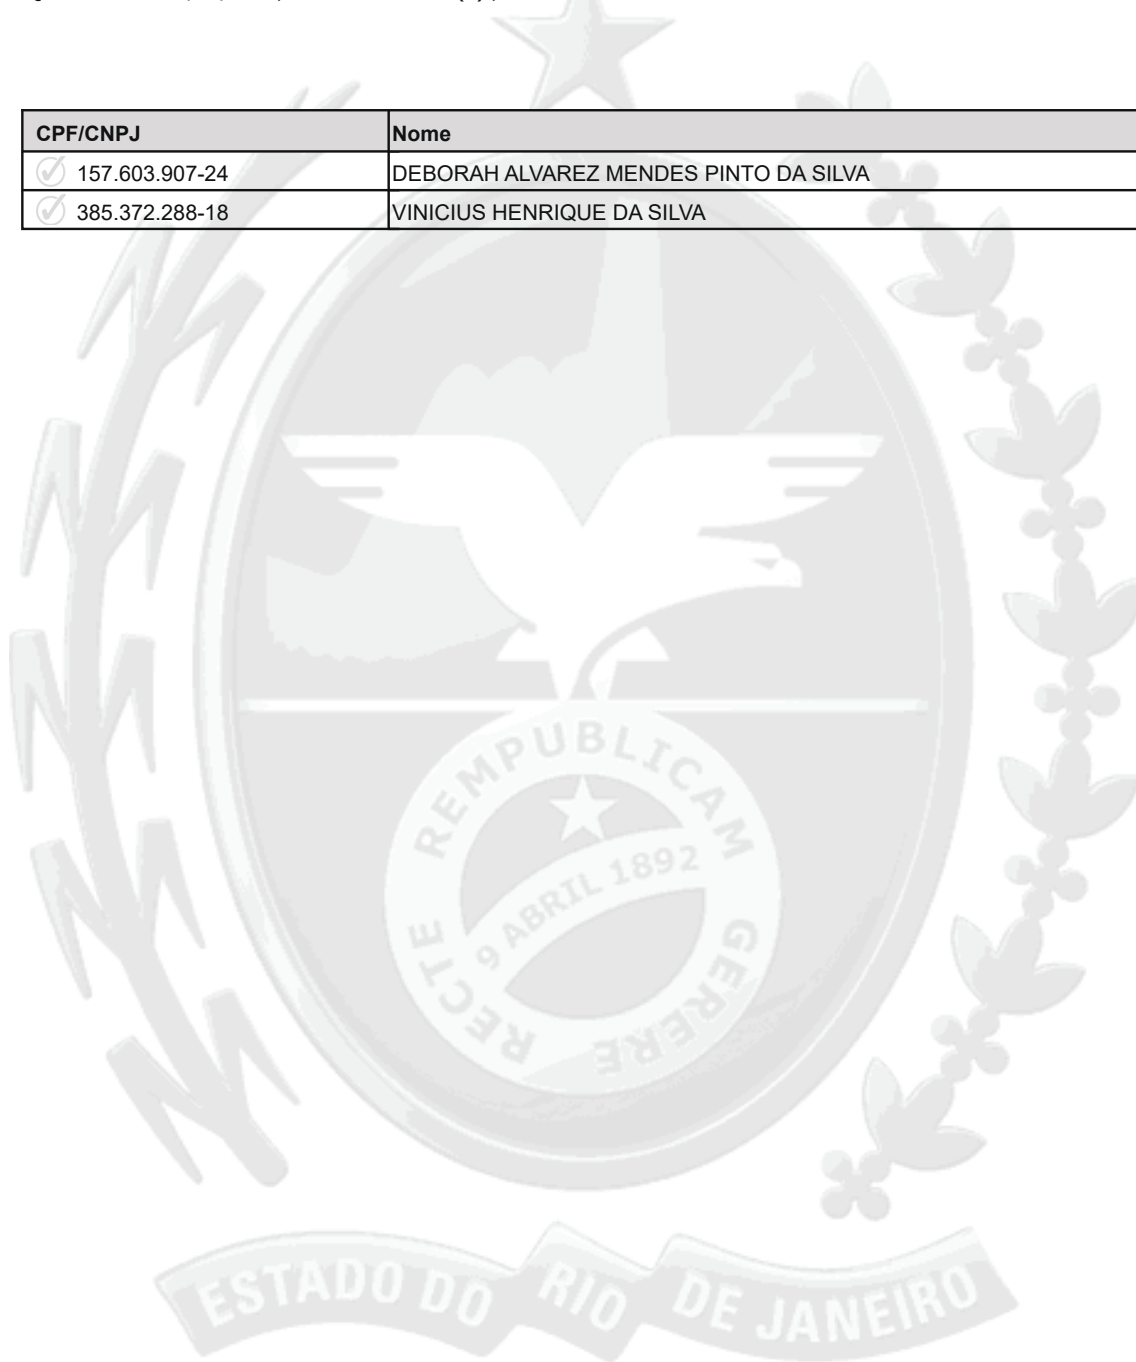 CPF/CNPJ Nome
157.603.907-24 DEBORAH ALVAREZ MENDES PINTO DA SILVA
385.372.288-18 VINICIUS HENRIQUE DA SILVA
RECTE REMPUBLICAM GERERE
9 ABRIL 1892
ESTADO DO RIO DE JANEIRO